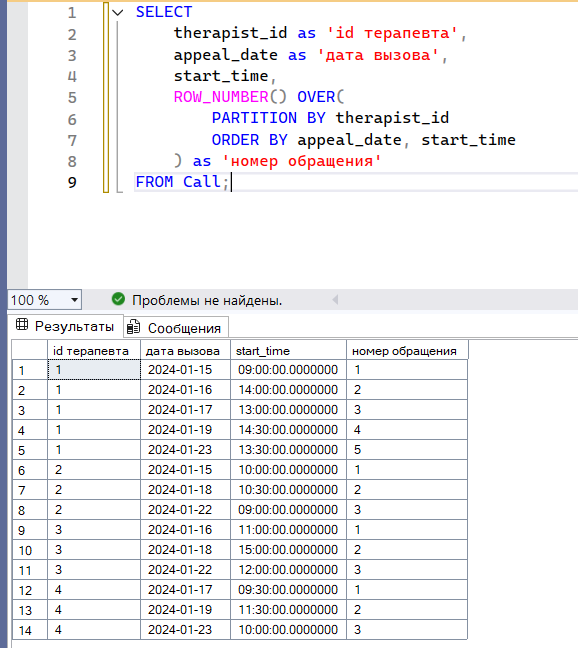 1 SELECT
2 therapist_id as 'id терапевта',
3 appeal_date as 'дата вызова',
4 start_time,
5 ROW_NUMBER() OVER(
6 PARTITION BY therapist_id
7 ORDER BY appeal_date, start_time
8 ) as 'номер обращения'
9 FROM Call;
100 % Проблемы не найдены.
Результаты Сообщения
id терапевта дата вызова start_time номер обращения
1 1 2024-01-15 09:00:00.0000000 1
2 1 2024-01-16 14:00:00.0000000 2
3 1 2024-01-17 13:00:00.0000000 3
4 1 2024-01-19 14:30:00.0000000 4
5 1 2024-01-23 13:30:00.0000000 5
6 2 2024-01-15 10:00:00.0000000 1
7 2 2024-01-18 10:30:00.0000000 2
8 2 2024-01-22 09:00:00.0000000 3
9 3 2024-01-16 11:00:00.0000000 1
10 3 2024-01-18 15:00:00.0000000 2
11 3 2024-01-22 12:00:00.0000000 3
12 4 2024-01-17 09:30:00.0000000 1
13 4 2024-01-19 11:30:00.0000000 2
14 4 2024-01-23 10:00:00.0000000 3